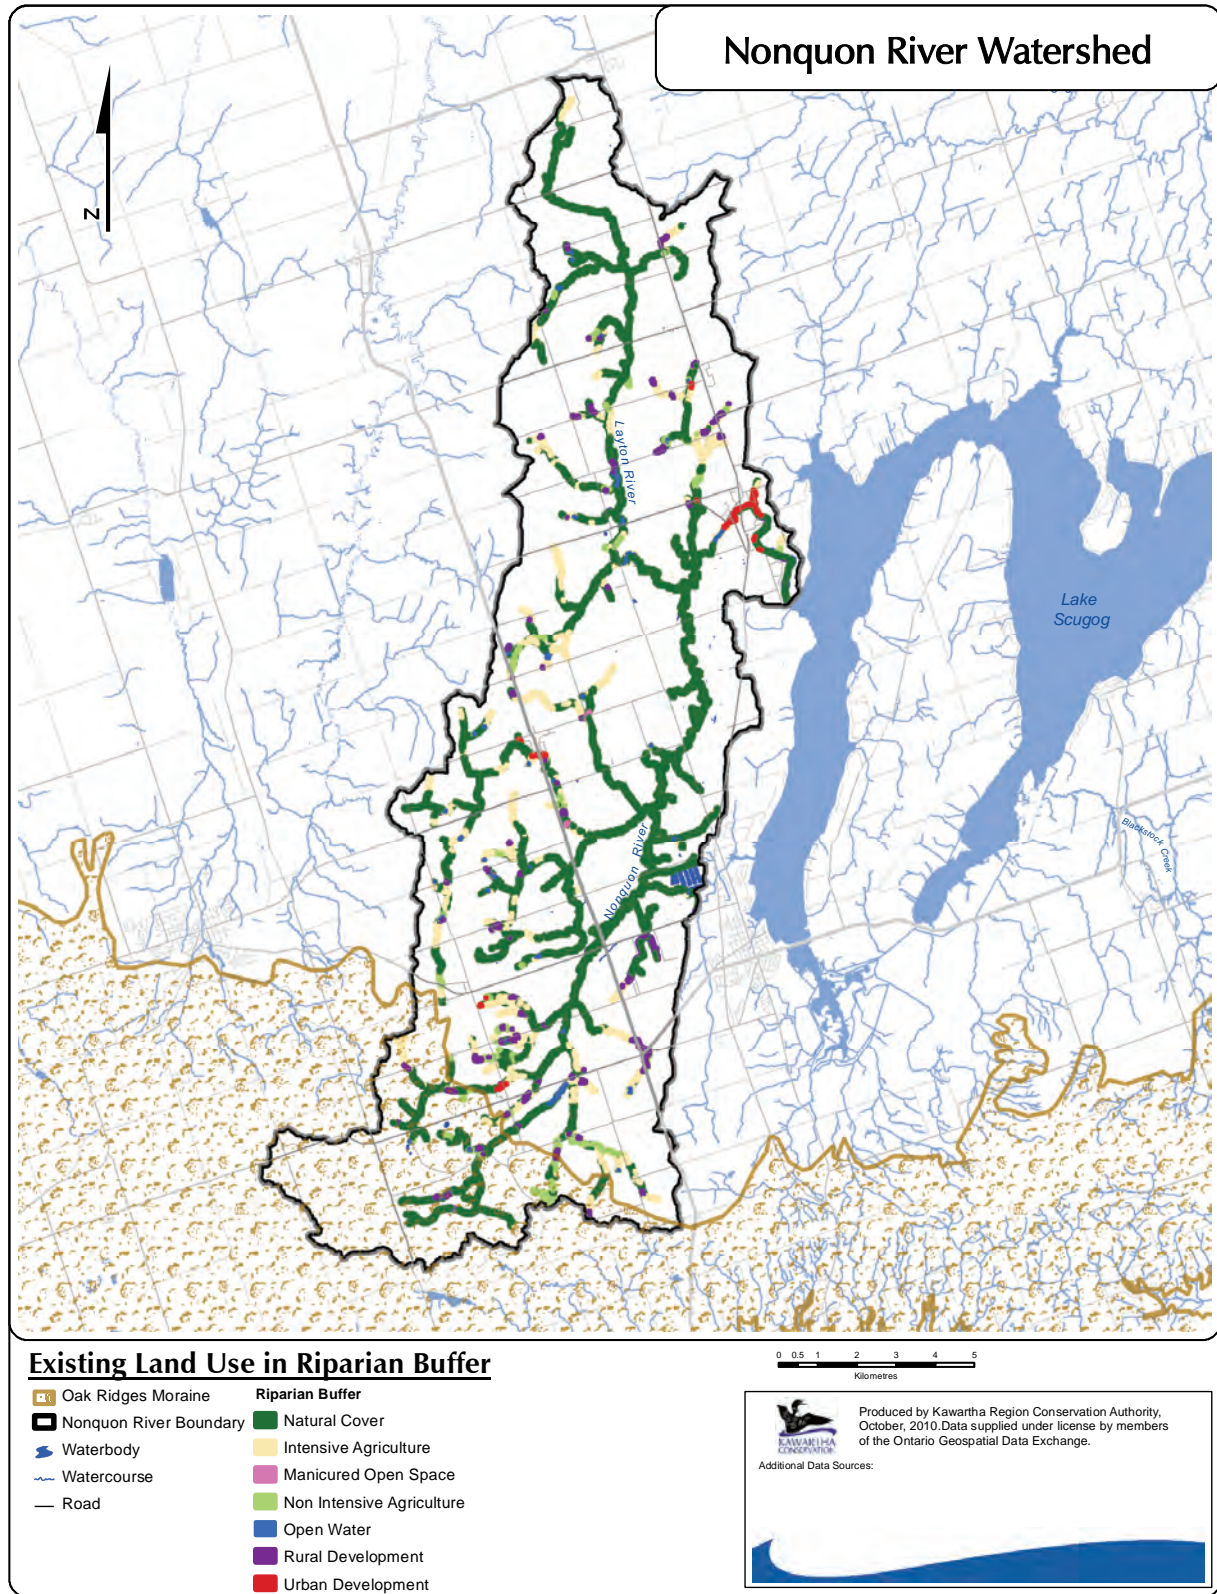 Nonquon River Watershed
N
Layton River
Lake
Scugog
Blackstock
Creek
Nonquon River
Existing Land Use in Riparian Buffer
Oak Ridges Moraine
Nonquon River Boundary
Waterbody
Watercourse
Road
Riparian Buffer
Natural Cover
Intensive Agriculture
Manicured Open Space
Non Intensive Agriculture
Open Water
Rural Development
Urban Development
0 0.5 1 2 3 4 5
Kilometres
KAWARTHA
CONSERVATION
Produced by Kawartha Region Conservation Authority,
October, 2010.Data supplied under license by members
of the Ontario Geospatial Data Exchange.
Additional Data Sources: